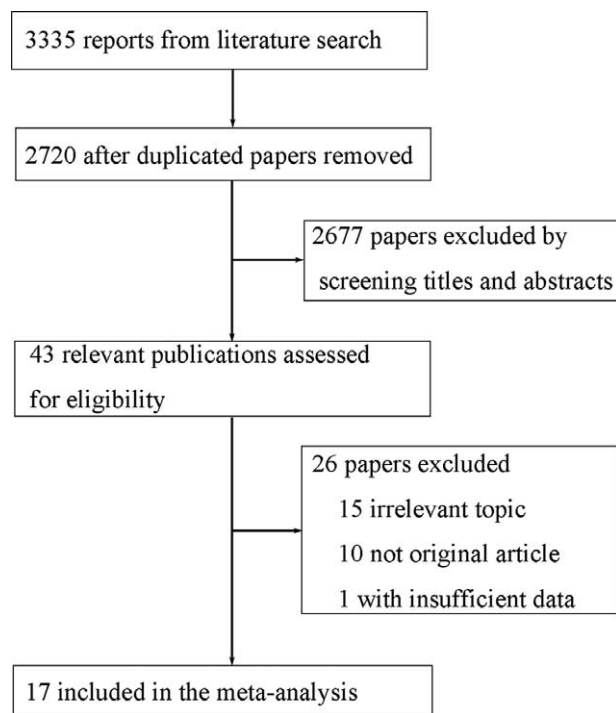 3335 reports from literature search
2720 after duplicated papers removed
2677 papers excluded by
screening titles and abstracts
43 relevant publications assessed
for eligibility
26 papers excluded
15 irrelevant topic
10 not original article
1 with insufficient data
17 included in the meta-analysis